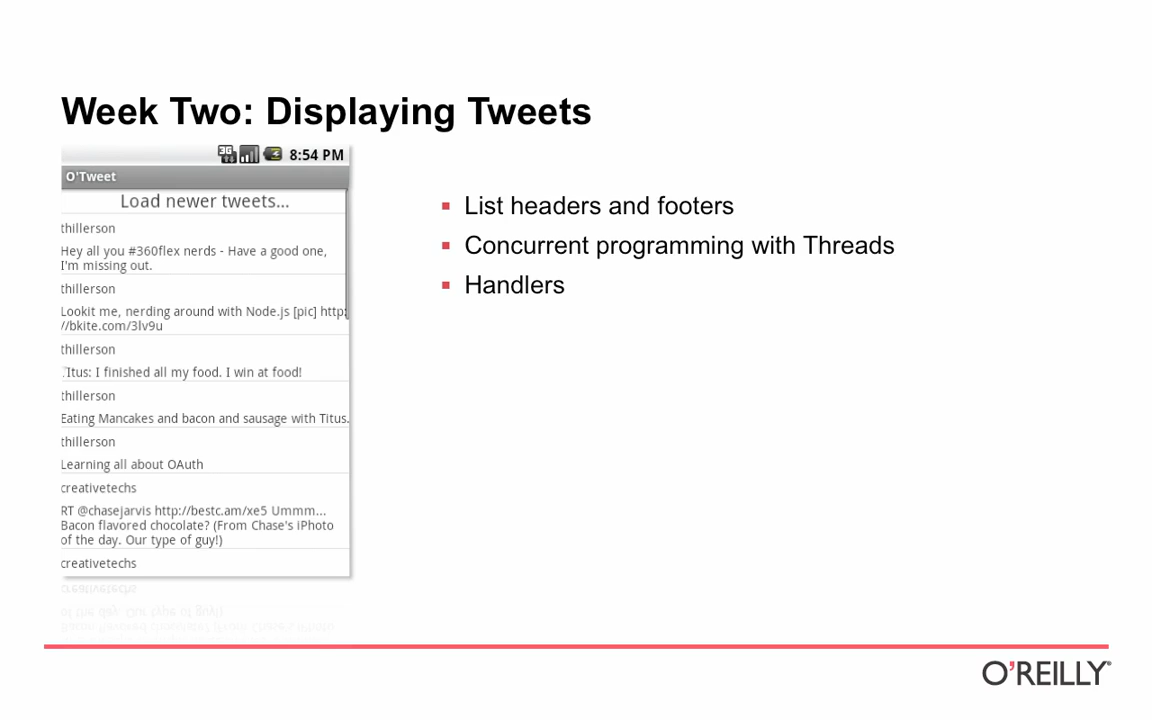 Week Two: Displaying Tweets
3G 8:54 PM
O'Tweet
Load newer tweets...
thillerson
Hey all you #360flex nerds - Have a good one,
I'm missing out.
thillerson
Lookit me, nerding around with Node.js [pic] http:
//bkite.com/3lv9u
thillerson
Titus: I finished all my food. I win at food!
thillerson
Eating Mancakes and bacon and sausage with Titus.
thillerson
Learning all about OAuth
creativetechs
RT @chasejarvis http://bestc.am/xe5 Ummm...
Bacon flavored chocolate? (From Chase's iPhoto
of the day. Our type of guy!)
creativetechs
List headers and footers
Concurrent programming with Threads
Handlers
O'REILLY®